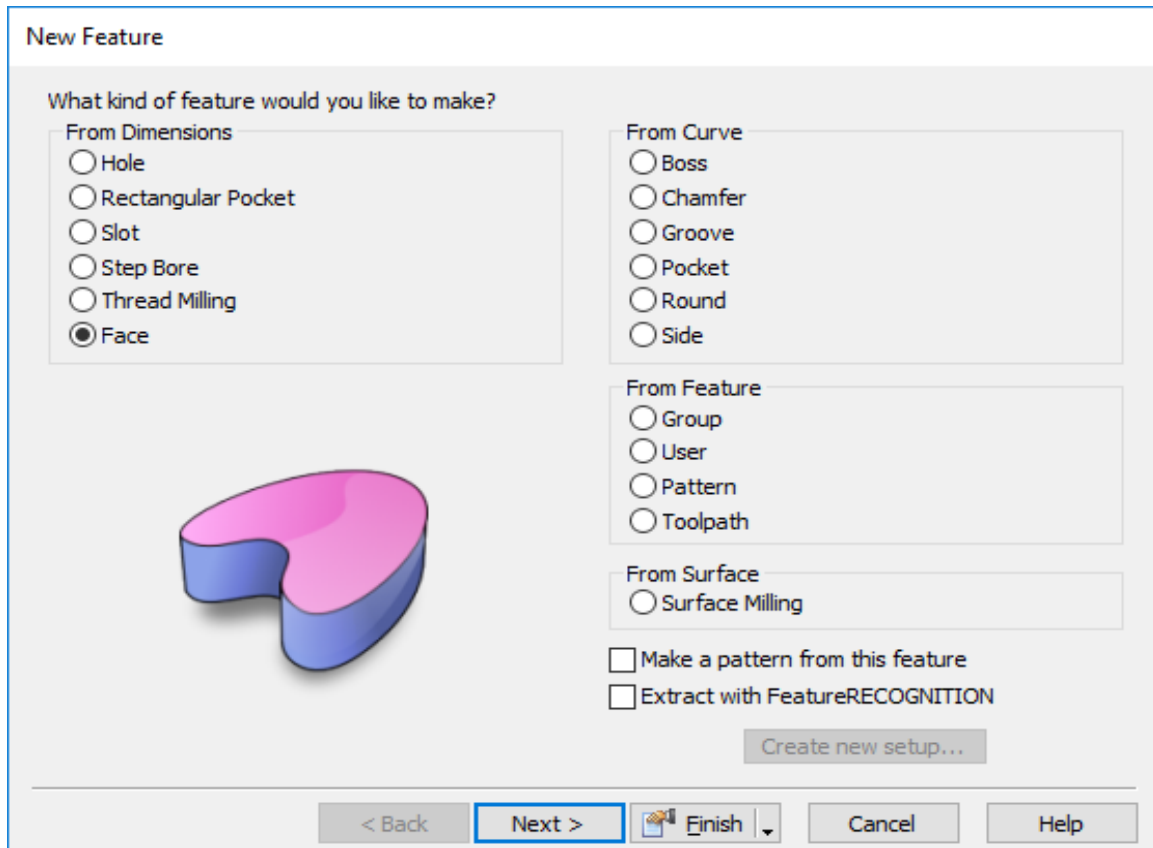 New Feature
What kind of feature would you like to make?
From Dimensions
Hole
Rectangular Pocket
Slot
Step Bore
Thread Milling
Face
From Curve
Boss
Chamfer
Groove
Pocket
Round
Side
From Feature
Group
User
Pattern
Toolpath
From Surface
Surface Milling
Make a pattern from this feature
Extract with FeatureRECOGNITION
Create new setup...
< Back
Next >
Finish
Cancel
Help